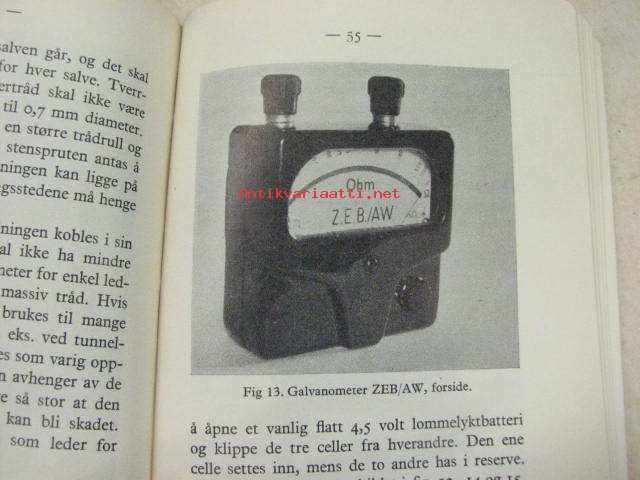 salven går, og det skal
for hver salve. Tverr-
ertråd skal ikke være
til 0,7 mm diameter.
en større trådrull og
stenspruten antas å
ningen kan ligge på
gsstedene må henge
ningen kobles i sin
al ikke ha mindre
meter for enkel led-
massiv tråd. Hvis
brukes til mange
eks. ved tunnel-
es som varig opp-
n avhenger av de
e så stor at den
kan bli skadet.
som leder for
— 55 —
Ohm
Antikvariaatti.net
Z.E.B./AW
Fig 13. Galvanometer ZEB/AW, forside.
å åpne et vanlig flatt 4,5 volt lommelyktbatteri
og klippe de tre celler fra hverandre. Den ene
celle settes inn, mens de to andre has i reserve.